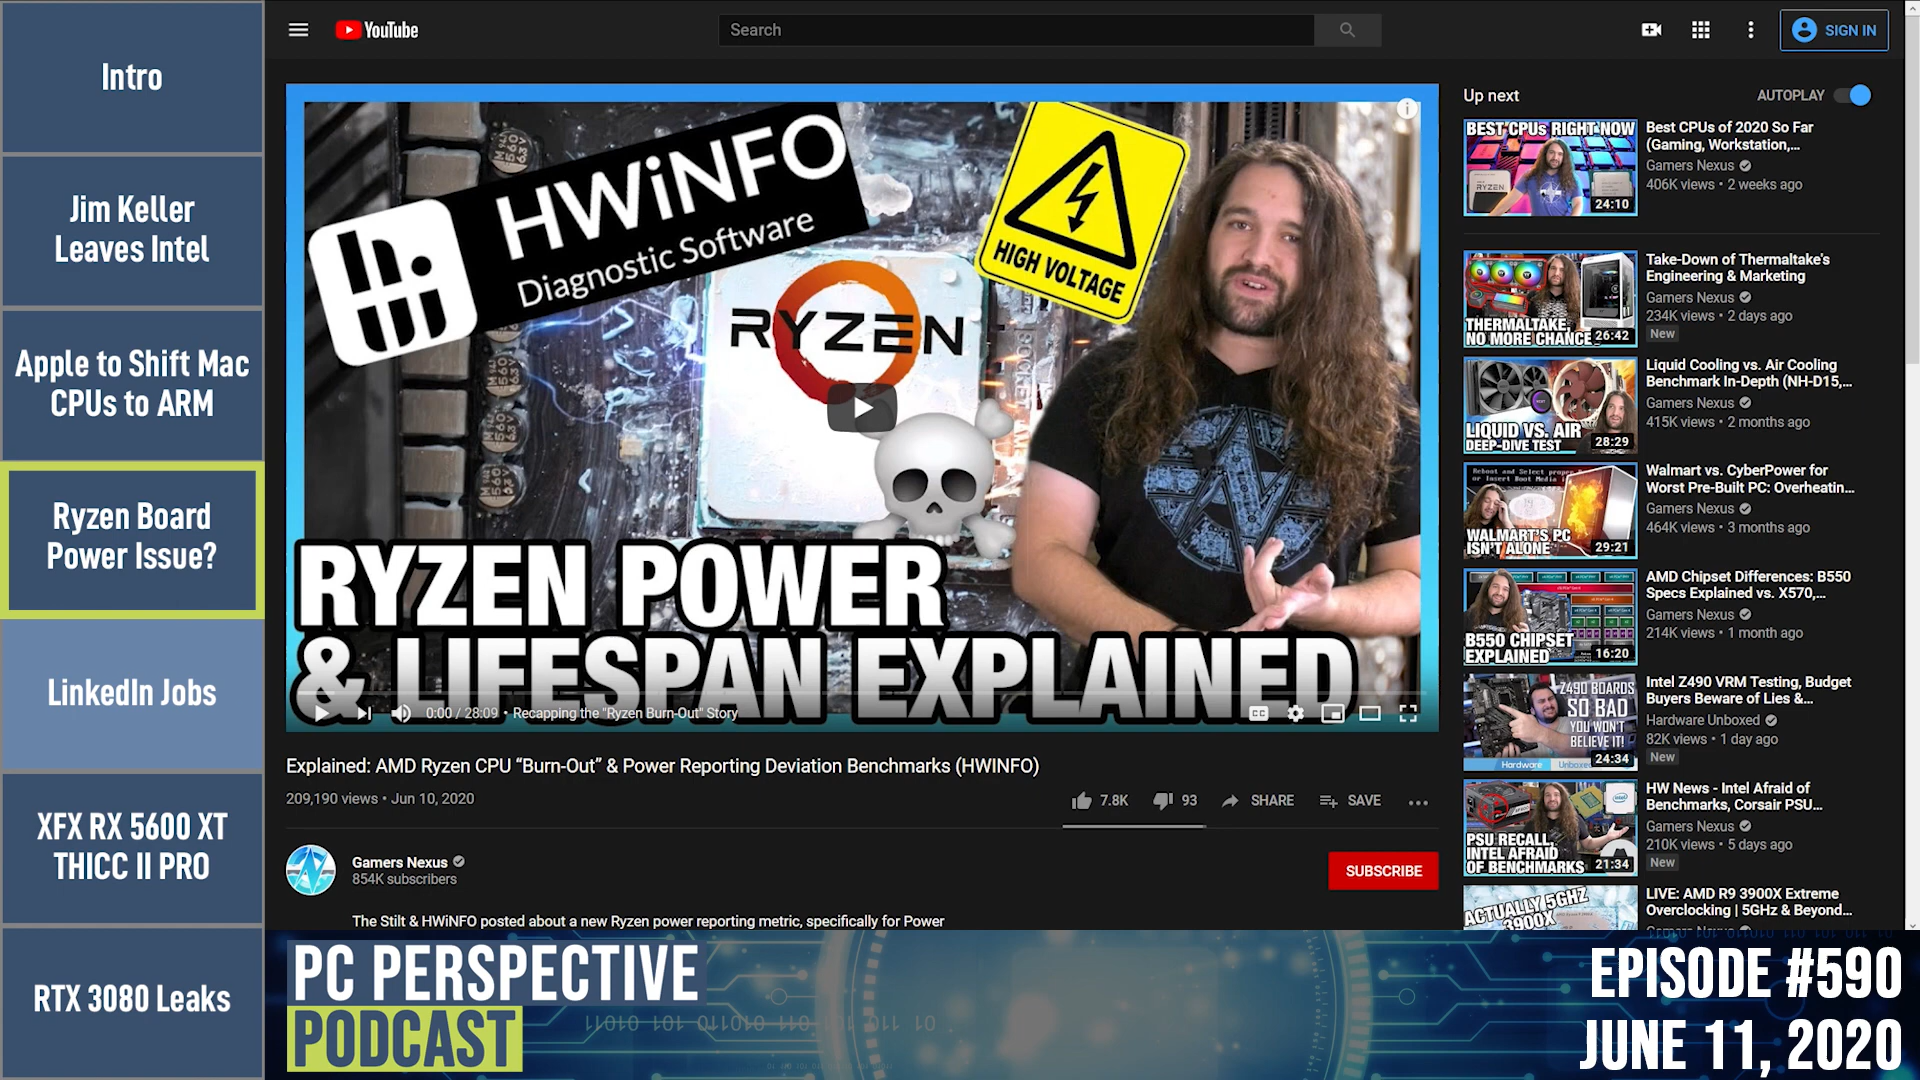 Intro
Jim Keller
Leaves Intel
Apple to Shift Mac
CPUs to ARM
Ryzen Board
Power Issue?
LinkedIn Jobs
XFX RX 5600 XT
THICC II PRO
RTX 3080 Leaks
YouTube
Search
SIGN IN
HWiNFO
Diagnostic Software
HIGH VOLTAGE
RYZEN
RYZEN POWER
& LIFESPAN EXPLAINED
0:00 / 28:09 • Recapping the "Ryzen Burn-Out" Story
CC
Explained: AMD Ryzen CPU “Burn-Out” & Power Reporting Deviation Benchmarks (HWINFO)
209,190 views • Jun 10, 2020
7.8K
93
SHARE
SAVE
Gamers Nexus
854K subscribers
SUBSCRIBE
The Stilt & HWiNFO posted about a new Ryzen power reporting metric, specifically for Power
Up next
AUTOPLAY
BEST CPUs RIGHT NOW
RYZEN
24:10
Best CPUs of 2020 So Far
(Gaming, Workstation,...
Gamers Nexus
406K views • 2 weeks ago
THERMALTAKE,
NO MORE CHANCE
26:42
Take-Down of Thermaltake's
Engineering & Marketing
Gamers Nexus
234K views • 2 days ago
New
LIQUID VS. AIR
DEEP-DIVE TEST
28:29
Liquid Cooling vs. Air Cooling
Benchmark In-Depth (NH-D15,...
Gamers Nexus
415K views • 2 months ago
Reboot and Select proper
or Insert Boot Media i
WALMART'S PC
ISN'T ALONE
29:21
Walmart vs. CyberPower for
Worst Pre-Built PC: Overheatin...
Gamers Nexus
464K views • 3 months ago
B550 CHIPSET
EXPLAINED
16:20
AMD Chipset Differences: B550
Specs Explained vs. X570,...
Gamers Nexus
214K views • 1 month ago
Z490 BOARDS
SO BAD
YOU WON'T
BELIEVE IT!
Hardware Unboxed
24:34
Intel Z490 VRM Testing, Budget
Buyers Beware of Lies &...
Hardware Unboxed
82K views • 1 day ago
New
PSU RECALL,
INTEL AFRAID
OF BENCHMARKS
21:34
HW News - Intel Afraid of
Benchmarks, Corsair PSU...
Gamers Nexus
210K views • 5 days ago
New
ACTUALLY 5GHZ
3900X
LIVE: AMD R9 3900X Extreme
Overclocking | 5GHz & Beyond...
PC PERSPECTIVE
PODCAST
EPISODE #590
JUNE 11, 2020